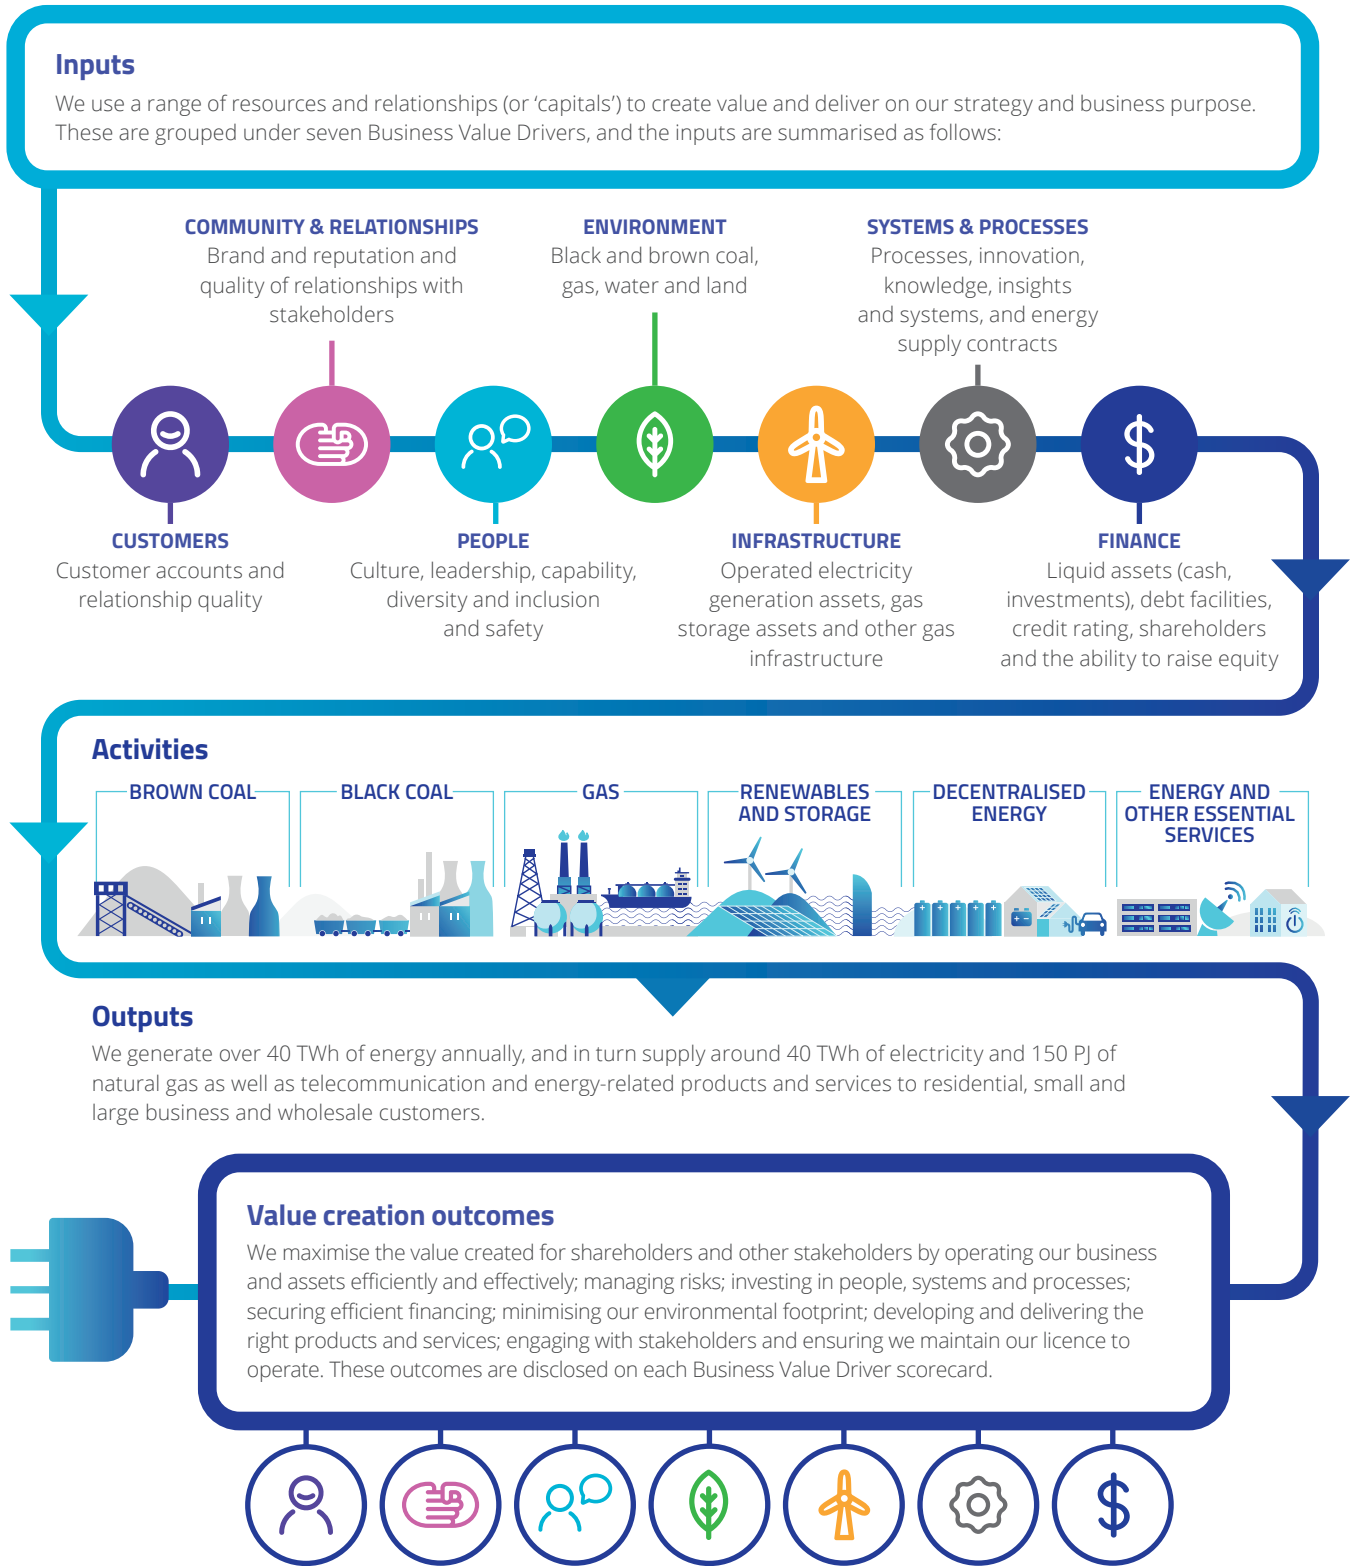 Inputs
We use a range of resources and relationships (or ‘capitals’) to create value and deliver on our strategy and business purpose.
These are grouped under seven Business Value Drivers, and the inputs are summarised as follows:
COMMUNITY & RELATIONSHIPS
Brand and reputation and
quality of relationships with
stakeholders
ENVIRONMENT
Black and brown coal,
gas, water and land
SYSTEMS & PROCESSES
Processes, innovation,
knowledge, insights
and systems, and energy
supply contracts
$
CUSTOMERS
Customer accounts and
relationship quality
PEOPLE
Culture, leadership, capability,
diversity and inclusion
and safety
INFRASTRUCTURE
Operated electricity
generation assets, gas
storage assets and other gas
infrastructure
FINANCE
Liquid assets (cash,
investments), debt facilities,
credit rating, shareholders
and the ability to raise equity
Activities
BROWN COAL
BLACK COAL
GAS
RENEWABLES
AND STORAGE
DECENTRALISED
ENERGY
ENERGY AND
OTHER ESSENTIAL
SERVICES
Outputs
We generate over 40 TWh of energy annually, and in turn supply around 40 TWh of electricity and 150 PJ of
natural gas as well as telecommunication and energy-related products and services to residential, small and
large business and wholesale customers.
Value creation outcomes
We maximise the value created for shareholders and other stakeholders by operating our business
and assets efficiently and effectively; managing risks; investing in people, systems and processes;
securing efficient financing; minimising our environmental footprint; developing and delivering the
right products and services; engaging with stakeholders and ensuring we maintain our licence to
operate. These outcomes are disclosed on each Business Value Driver scorecard.
$